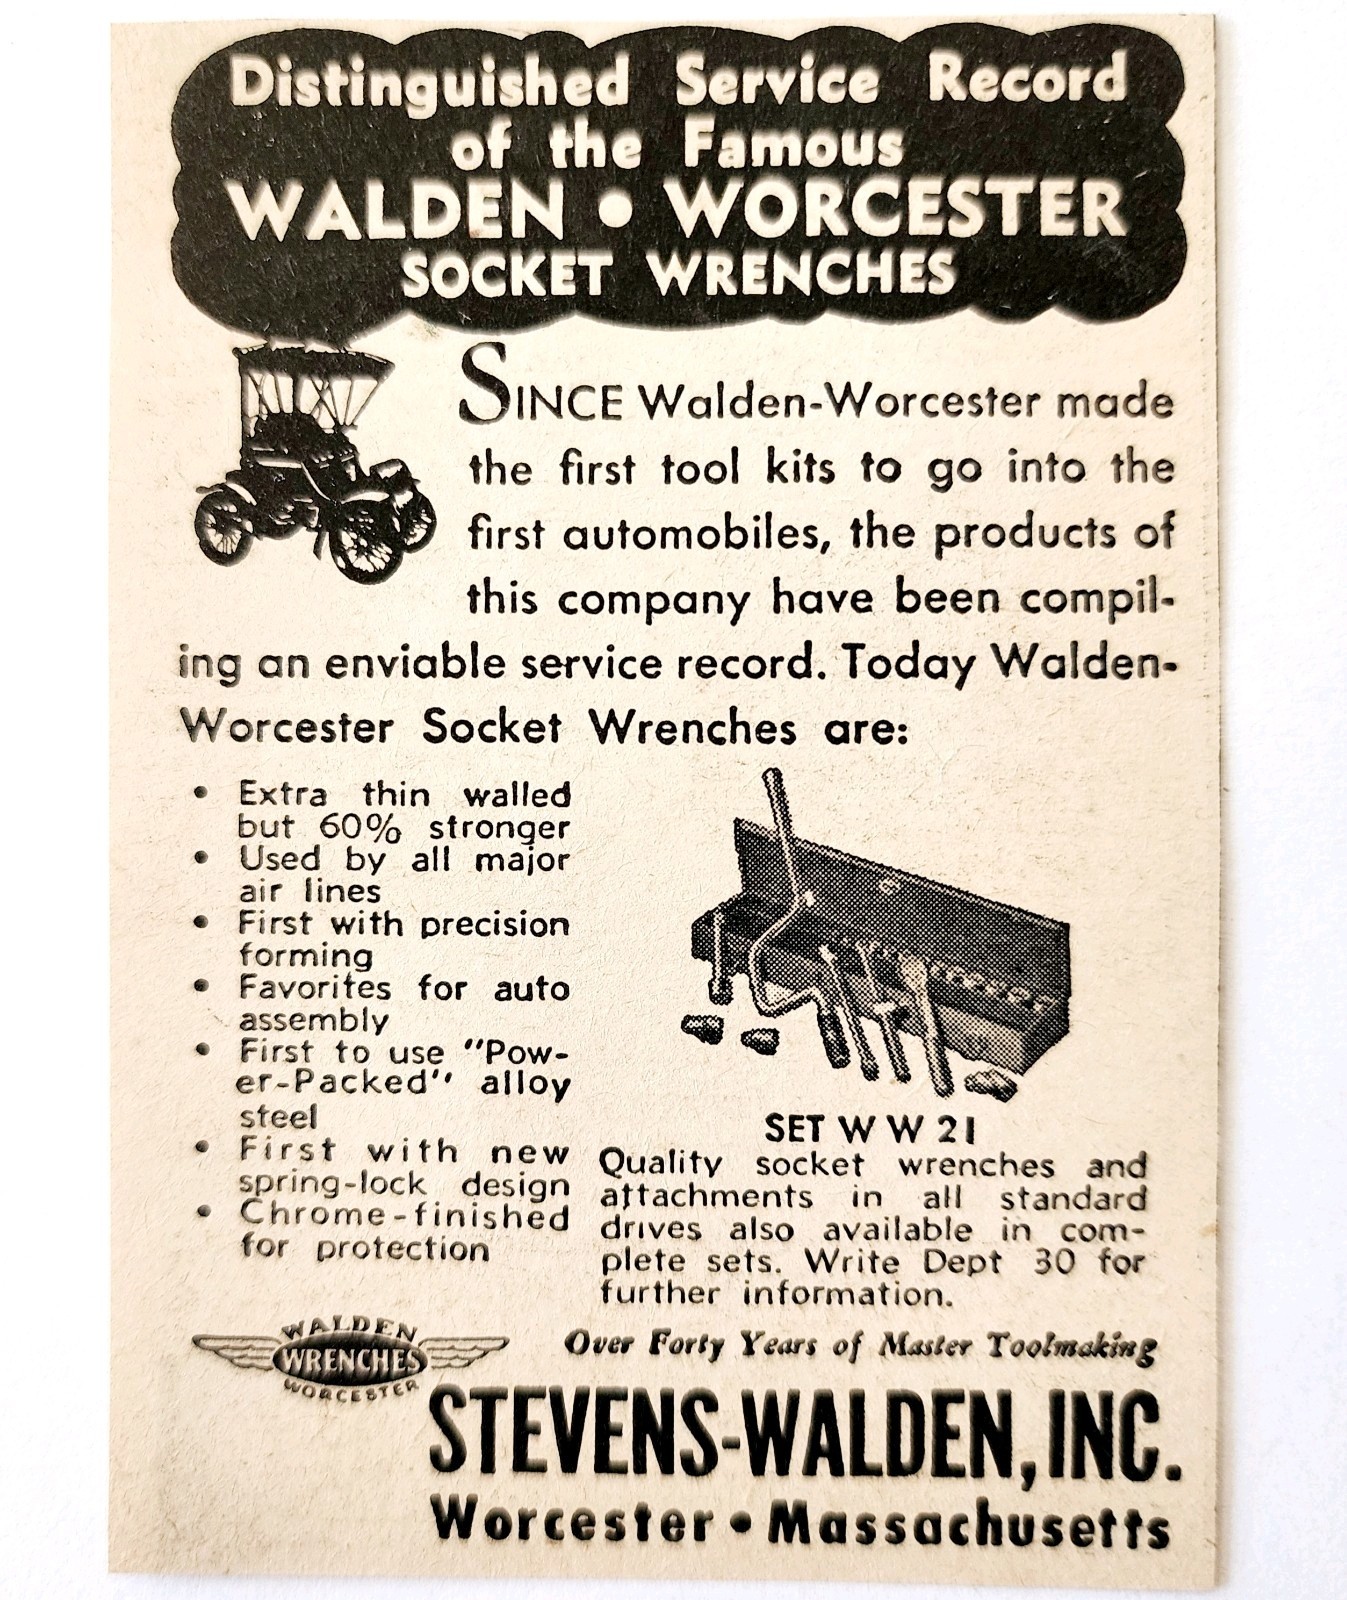 Distinguished Service Record
of the Famous
WALDEN • WORCESTER
SOCKET WRENCHES
SINCE Walden-Worcester made
the first tool kits to go into the
first automobiles, the products of
this company have been compil-
ing an enviable service record. Today Walden-
Worcester Socket Wrenches are:
• Extra thin walled
but 60% stronger
• Used by all major
air lines
• First with precision
forming
• Favorites for auto
assembly
• First to use "Pow-
er-Packed" alloy
steel
• First with new
spring-lock design
• Chrome-finished
for protection
SET W W 21
Quality socket wrenches and
attachments in all standard
drives also available in com-
plete sets. Write Dept 30 for
further information.
WALDEN
WRENCHES
WORCESTER
Over Forty Years of Master Toolmaking
STEVENS-WALDEN, INC.
Worcester • Massachusetts